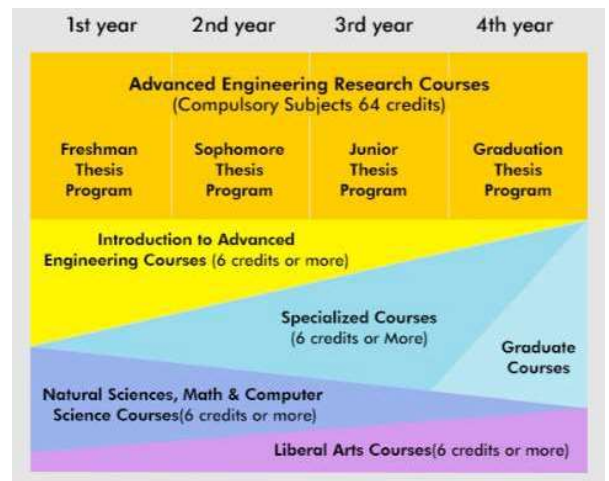 1st year 2nd year 3rd year 4th year
Advanced Engineering Research Courses
(Compulsory Subjects 64 credits)
Freshman
Thesis
Program
Sophomore
Thesis
Program
Junior
Thesis
Program
Graduation
Thesis
Program
Introduction to Advanced
Engineering Courses (6 credits or more)
Specialized Courses
(6 credits or More)
Graduate
Courses
Natural Sciences, Math & Computer
Science Courses(6 credits or more)
Liberal Arts Courses(6 credits or more)